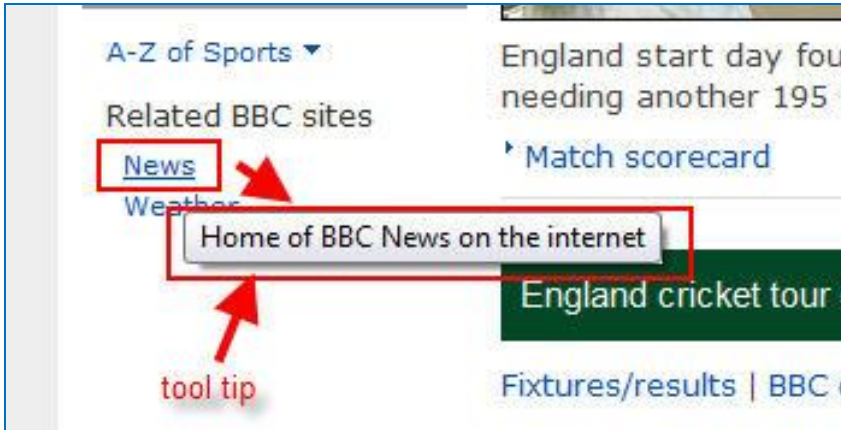 A-Z of Sports
Related BBC sites
News
Weather
Home of BBC News on the internet
tool tip
England start day fou
needing another 195
Match scorecard
England cricket tour
Fixtures/results | BBC